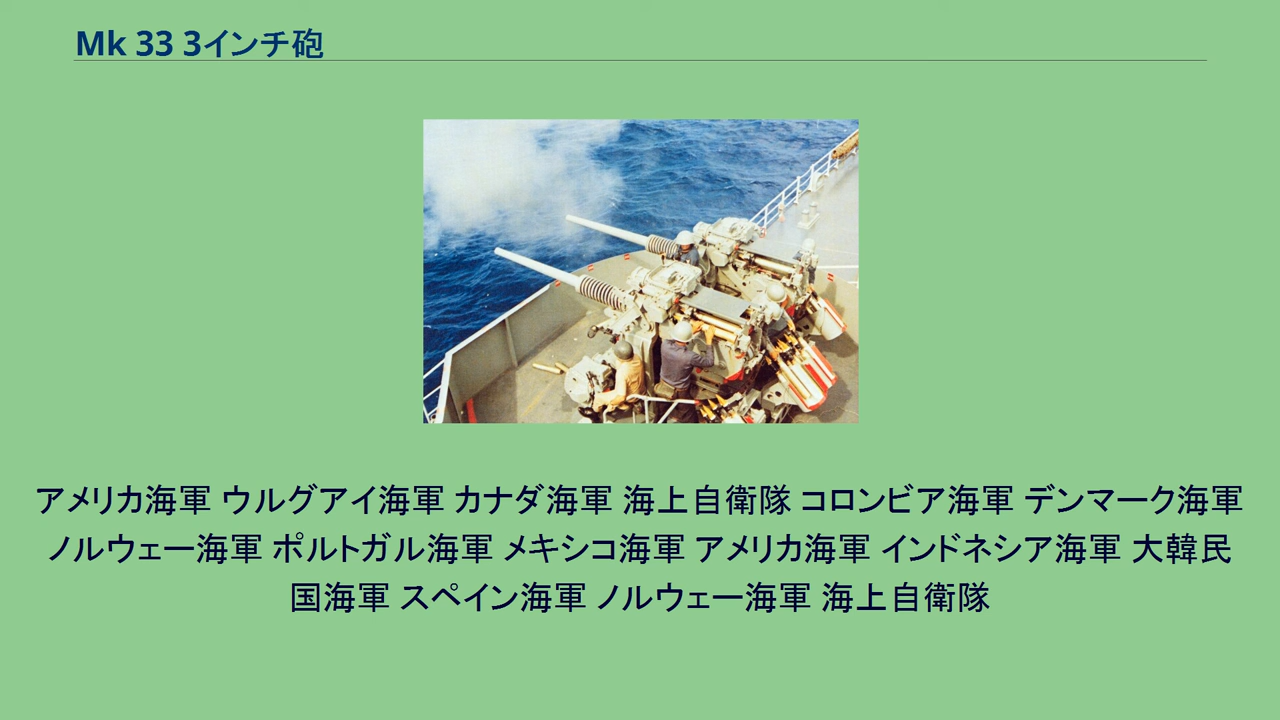 Mk 33 3インチ砲
アメリカ海軍 ウルグアイ海軍 カナダ海軍 海上自衛隊 コロンビア海軍 デンマーク海軍
ノルウェー海軍 ポルトガル海軍 メキシコ海軍 アメリカ海軍 インドネシア海軍 大韓民
国海軍 スペイン海軍 ノルウェー海軍 海上自衛隊